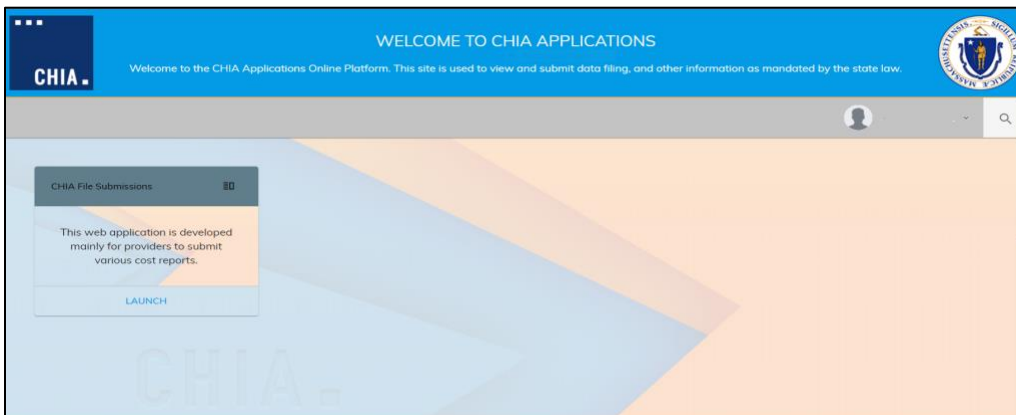 WELCOME TO CHIA APPLICATIONS
CHIA.
Welcome to the CHIA Applications Online Platform. This site is used to view and submit data filing, and other information as mandated by the state law.
CHIA File Submissions
This web application is developed
mainly for providers to submit
various cost reports.
LAUNCH
CHIA.